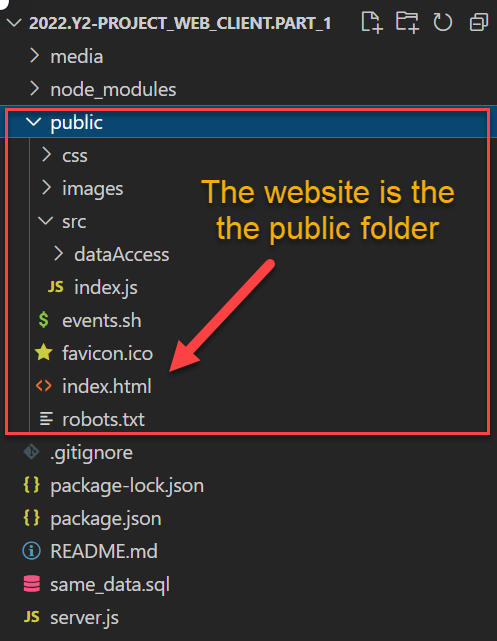 2022.Y2-PROJECT_WEB_CLIENT.PART_1
media
node_modules
public
css
images
src
dataAccess
JS index.js
$ events.sh
favicon.ico
<> index.html
robots.txt
The website is the
the public folder
.gitignore
{} package-lock.json
{} package.json
README.md
same_data.sql
JS server.js